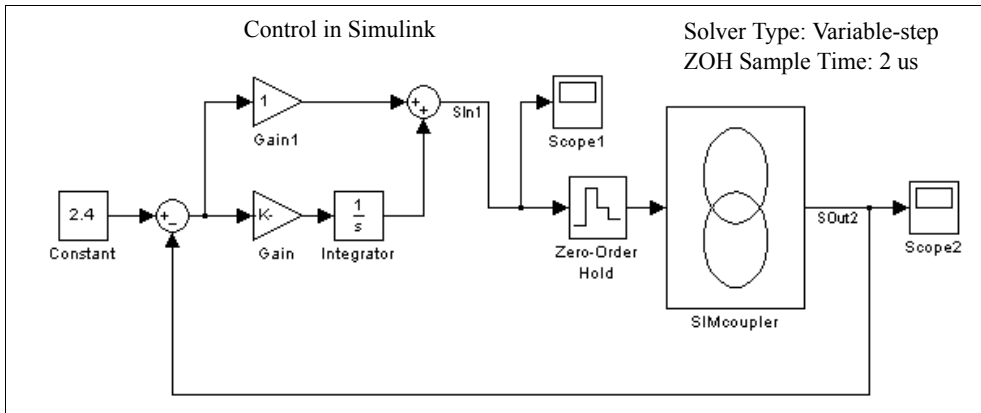 Control in Simulink
Solver Type: Variable-step
ZOH Sample Time: 2 us
1
Gain1
+
+
SIn1
Scope1
2.4
Constant
+
−
K-
Gain
1
s
Integrator
Zero-Order
Hold
SIMcoupler
SOut2
Scope2